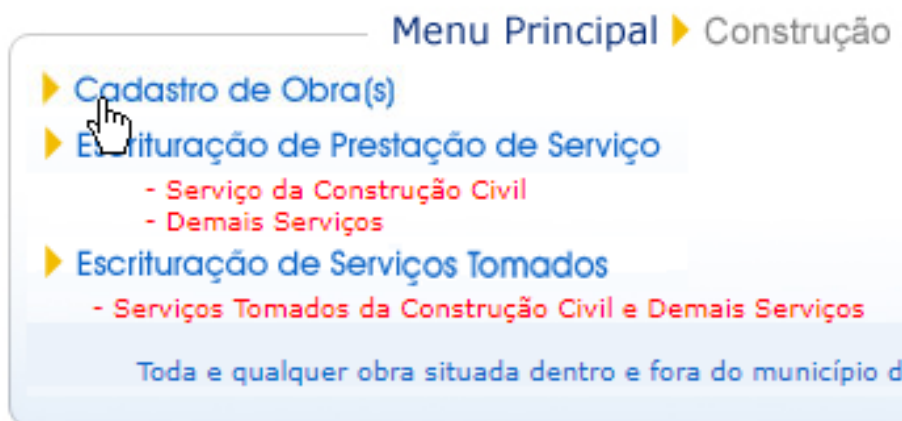 Menu Principal Construção
Cadastro de Obra(s)
Escrituração de Prestação de Serviço
- Serviço da Construção Civil
- Demais Serviços
Escrituração de Serviços Tomados
- Serviços Tomados da Construção Civil e Demais Serviços
Toda e qualquer obra situada dentro e fora do município d